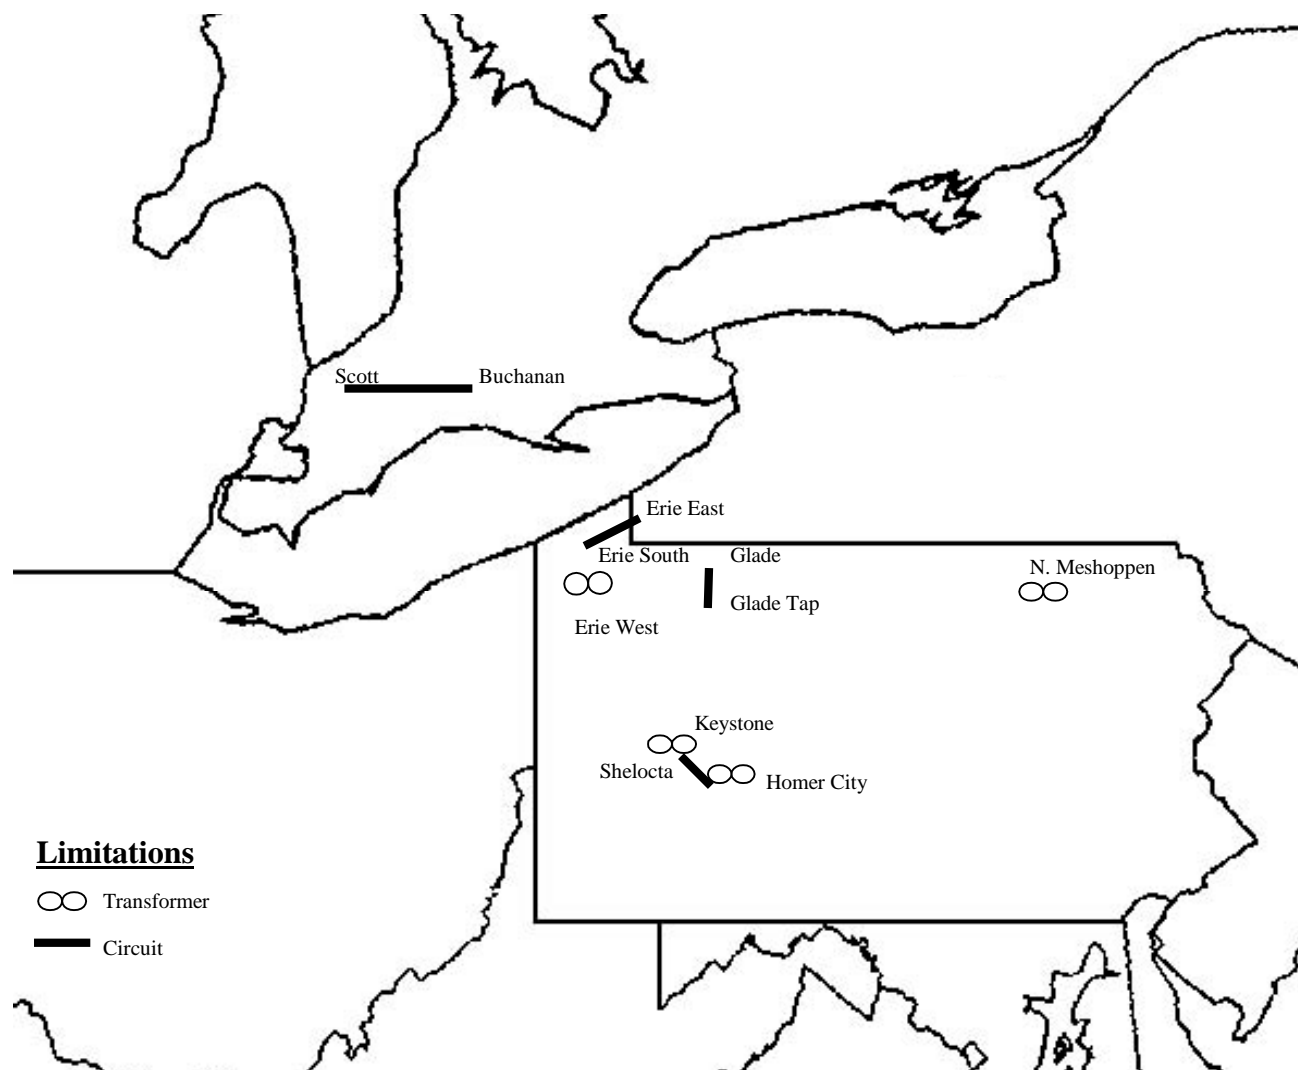 Scott
Buchanan
Erie East
Erie South
Glade
N. Meshoppen
Glade Tap
Erie West
Keystone
Shelocta
Homer City
Limitations
Transformer
Circuit